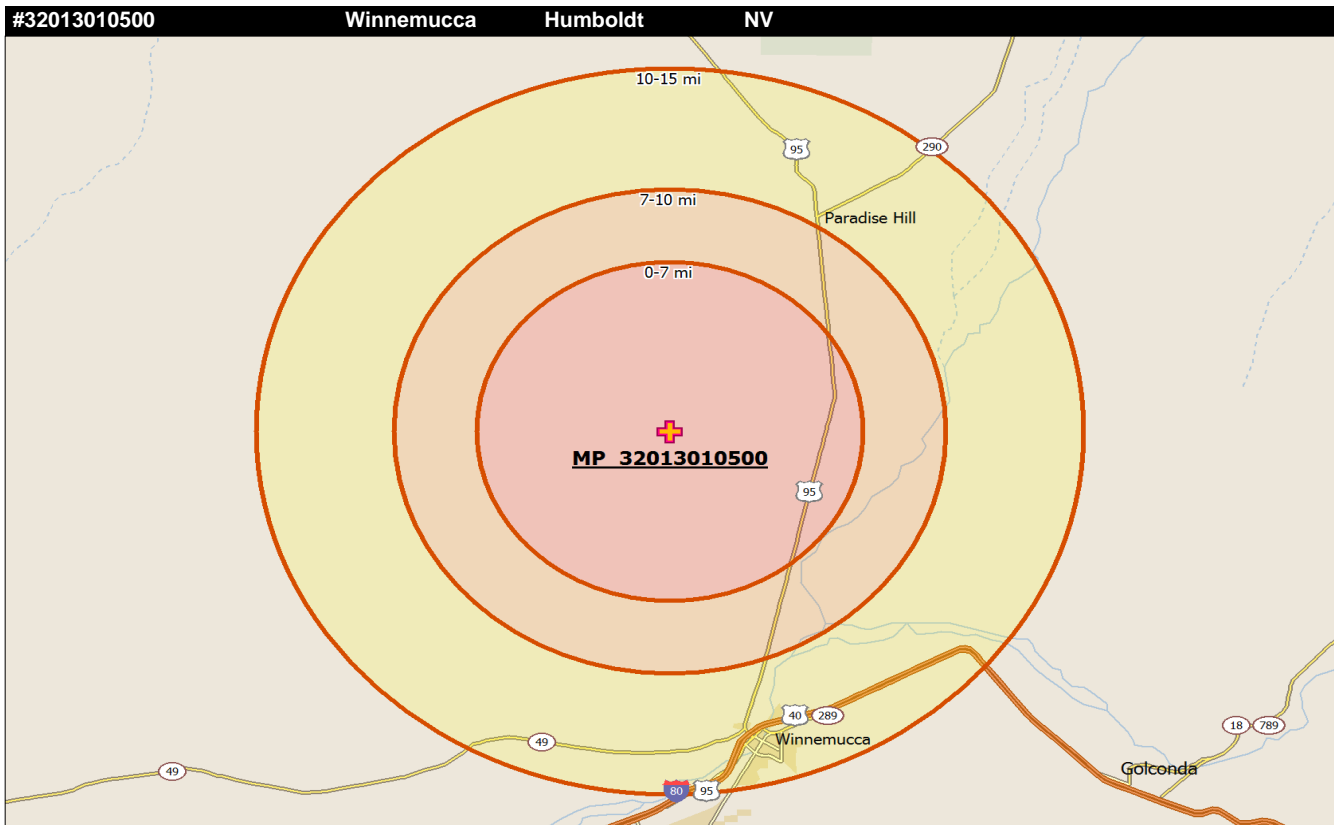 #32013010500 Winnemucca Humboldt NV
10-15 mi
95
290
7-10 mi
Paradise Hill
0-7 mi
MP 32013010500
95
40 289
18 789
Winnemucca
49
Golconda
49
80 95